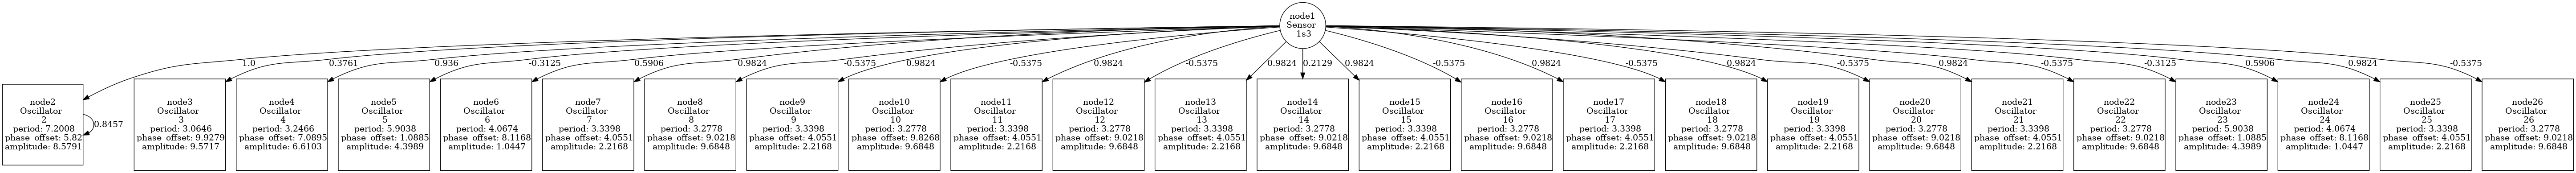 node1
Sensor
1s3
1.0
0.3761
0.936
-0.3125
0.5906
0.9824
-0.5375
0.9824
-0.5375
0.9824
-0.5375
0.9824
0.2129
0.9824
-0.5375
0.9824
-0.5375
0.9824
-0.5375
0.9824
-0.5375
-0.3125
0.5906
0.9824
-0.5375
node2
Oscillator
2
period: 7.2008
phase_offset: 5.82
amplitude: 8.5791
0.8457
node3
Oscillator
3
period: 3.0646
phase_offset: 9.9279
amplitude: 9.5717
node4
Oscillator
4
period: 3.2466
phase_offset: 7.0895
amplitude: 6.6103
node5
Oscillator
5
period: 5.9038
phase_offset: 1.0885
amplitude: 4.3989
node6
Oscillator
6
period: 4.0674
phase_offset: 8.1168
amplitude: 1.0447
node7
Oscillator
7
period: 3.3398
phase_offset: 4.0551
amplitude: 2.2168
node8
Oscillator
8
period: 3.2778
phase_offset: 9.0218
amplitude: 9.6848
node9
Oscillator
9
period: 3.3398
phase_offset: 4.0551
amplitude: 2.2168
node10
Oscillator
10
period: 3.2778
phase_offset: 9.8268
amplitude: 9.6848
node11
Oscillator
11
period: 3.3398
phase_offset: 4.0551
amplitude: 2.2168
node12
Oscillator
12
period: 3.2778
phase_offset: 9.0218
amplitude: 9.6848
node13
Oscillator
13
period: 3.3398
phase_offset: 4.0551
amplitude: 2.2168
node14
Oscillator
14
period: 3.2778
phase_offset: 9.0218
amplitude: 9.6848
node15
Oscillator
15
period: 3.3398
phase_offset: 4.0551
amplitude: 2.2168
node16
Oscillator
16
period: 3.2778
phase_offset: 9.0218
amplitude: 9.6848
node17
Oscillator
17
period: 3.3398
phase_offset: 4.0551
amplitude: 2.2168
node18
Oscillator
18
period: 3.2778
phase_offset: 9.0218
amplitude: 9.6848
node19
Oscillator
19
period: 3.3398
phase_offset: 4.0551
amplitude: 2.2168
node20
Oscillator
20
period: 3.2778
phase_offset: 9.0218
amplitude: 9.6848
node21
Oscillator
21
period: 3.3398
phase_offset: 4.0551
amplitude: 2.2168
node22
Oscillator
22
period: 3.2778
phase_offset: 9.0218
amplitude: 9.6848
node23
Oscillator
23
period: 5.9038
phase_offset: 1.0885
amplitude: 4.3989
node24
Oscillator
24
period: 4.0674
phase_offset: 8.1168
amplitude: 1.0447
node25
Oscillator
25
period: 3.3398
phase_offset: 4.0551
amplitude: 2.2168
node26
Oscillator
26
period: 3.2778
phase_offset: 9.0218
amplitude: 9.6848